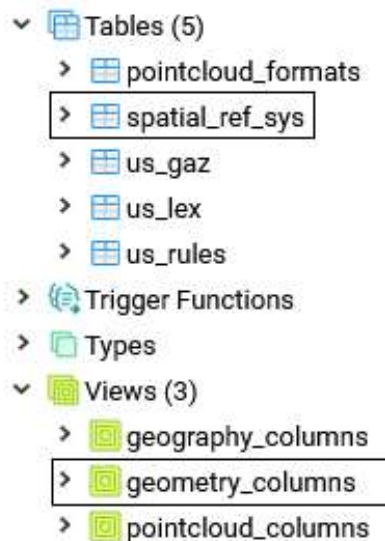 Tables (5)
pointcloud_formats
spatial_ref_sys
us_gaz
us_lex
us_rules
Trigger Functions
Types
Views (3)
geography_columns
geometry_columns
pointcloud_columns